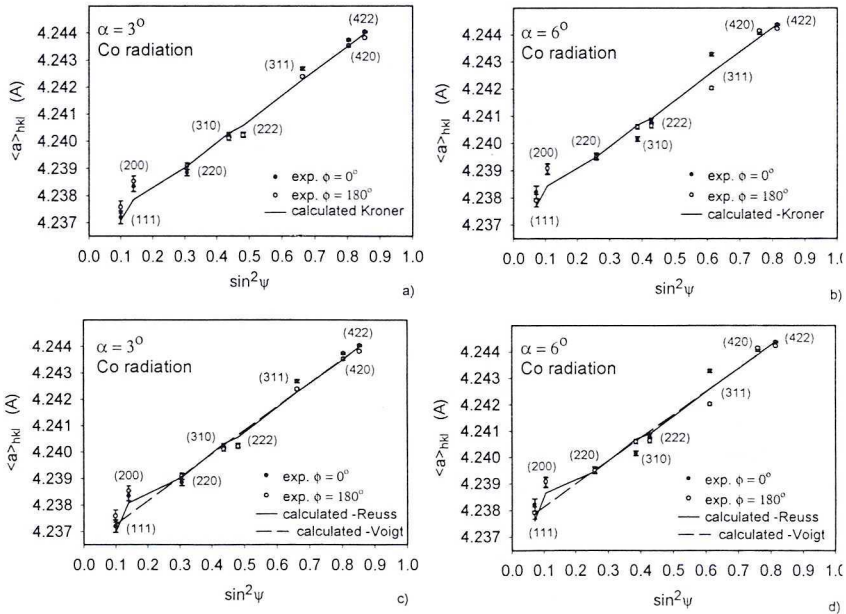 α = 3°
Co radiation
(422)
(420)
(311)
(310)
(222)
(200)
(220)
(111)
exp. ϕ = 0°
exp. ϕ = 180°
calculated Kroner
<a>hkl (A)
4.244
4.243
4.242
4.240
4.239
4.238
4.237
0.0 0.1 0.2 0.3 0.4 0.5 0.6 0.7 0.8 0.9 1.0
sin²ψ
a)
α = 6°
Co radiation
(420) (422)
(311)
(222)
(310)
(220)
(200)
(111)
exp. ϕ = 0°
exp. ϕ = 180°
calculated -Kroner
<a>hkl (A)
4.244
4.243
4.241
4.240
4.239
4.238
4.237
0.0 0.1 0.2 0.3 0.4 0.5 0.6 0.7 0.8 0.9 1.0
sin²ψ
b)
α = 3°
Co radiation
(422)
(420)
(311)
(310)
(222)
(200)
(220)
(111)
exp. ϕ = 0°
exp. ϕ = 180°
calculated -Reuss
calculated -Voigt
<a>hkl (A)
4.244
4.243
4.242
4.240
4.239
4.238
4.237
0.0 0.1 0.2 0.3 0.4 0.5 0.6 0.7 0.8 0.9 1.0
sin²ψ
c)
α = 6°
Co radiation
(420) (422)
(311)
(222)
(310)
(220)
(200)
(111)
exp. ϕ = 0°
exp. ϕ = 180°
calculated -Reuss
calculated -Voigt
<a>hkl (A)
4.244
4.243
4.242
4.240
4.239
4.238
4.237
0.0 0.1 0.2 0.3 0.4 0.5 0.6 0.7 0.8 0.9 1.0
sin²ψ
d)